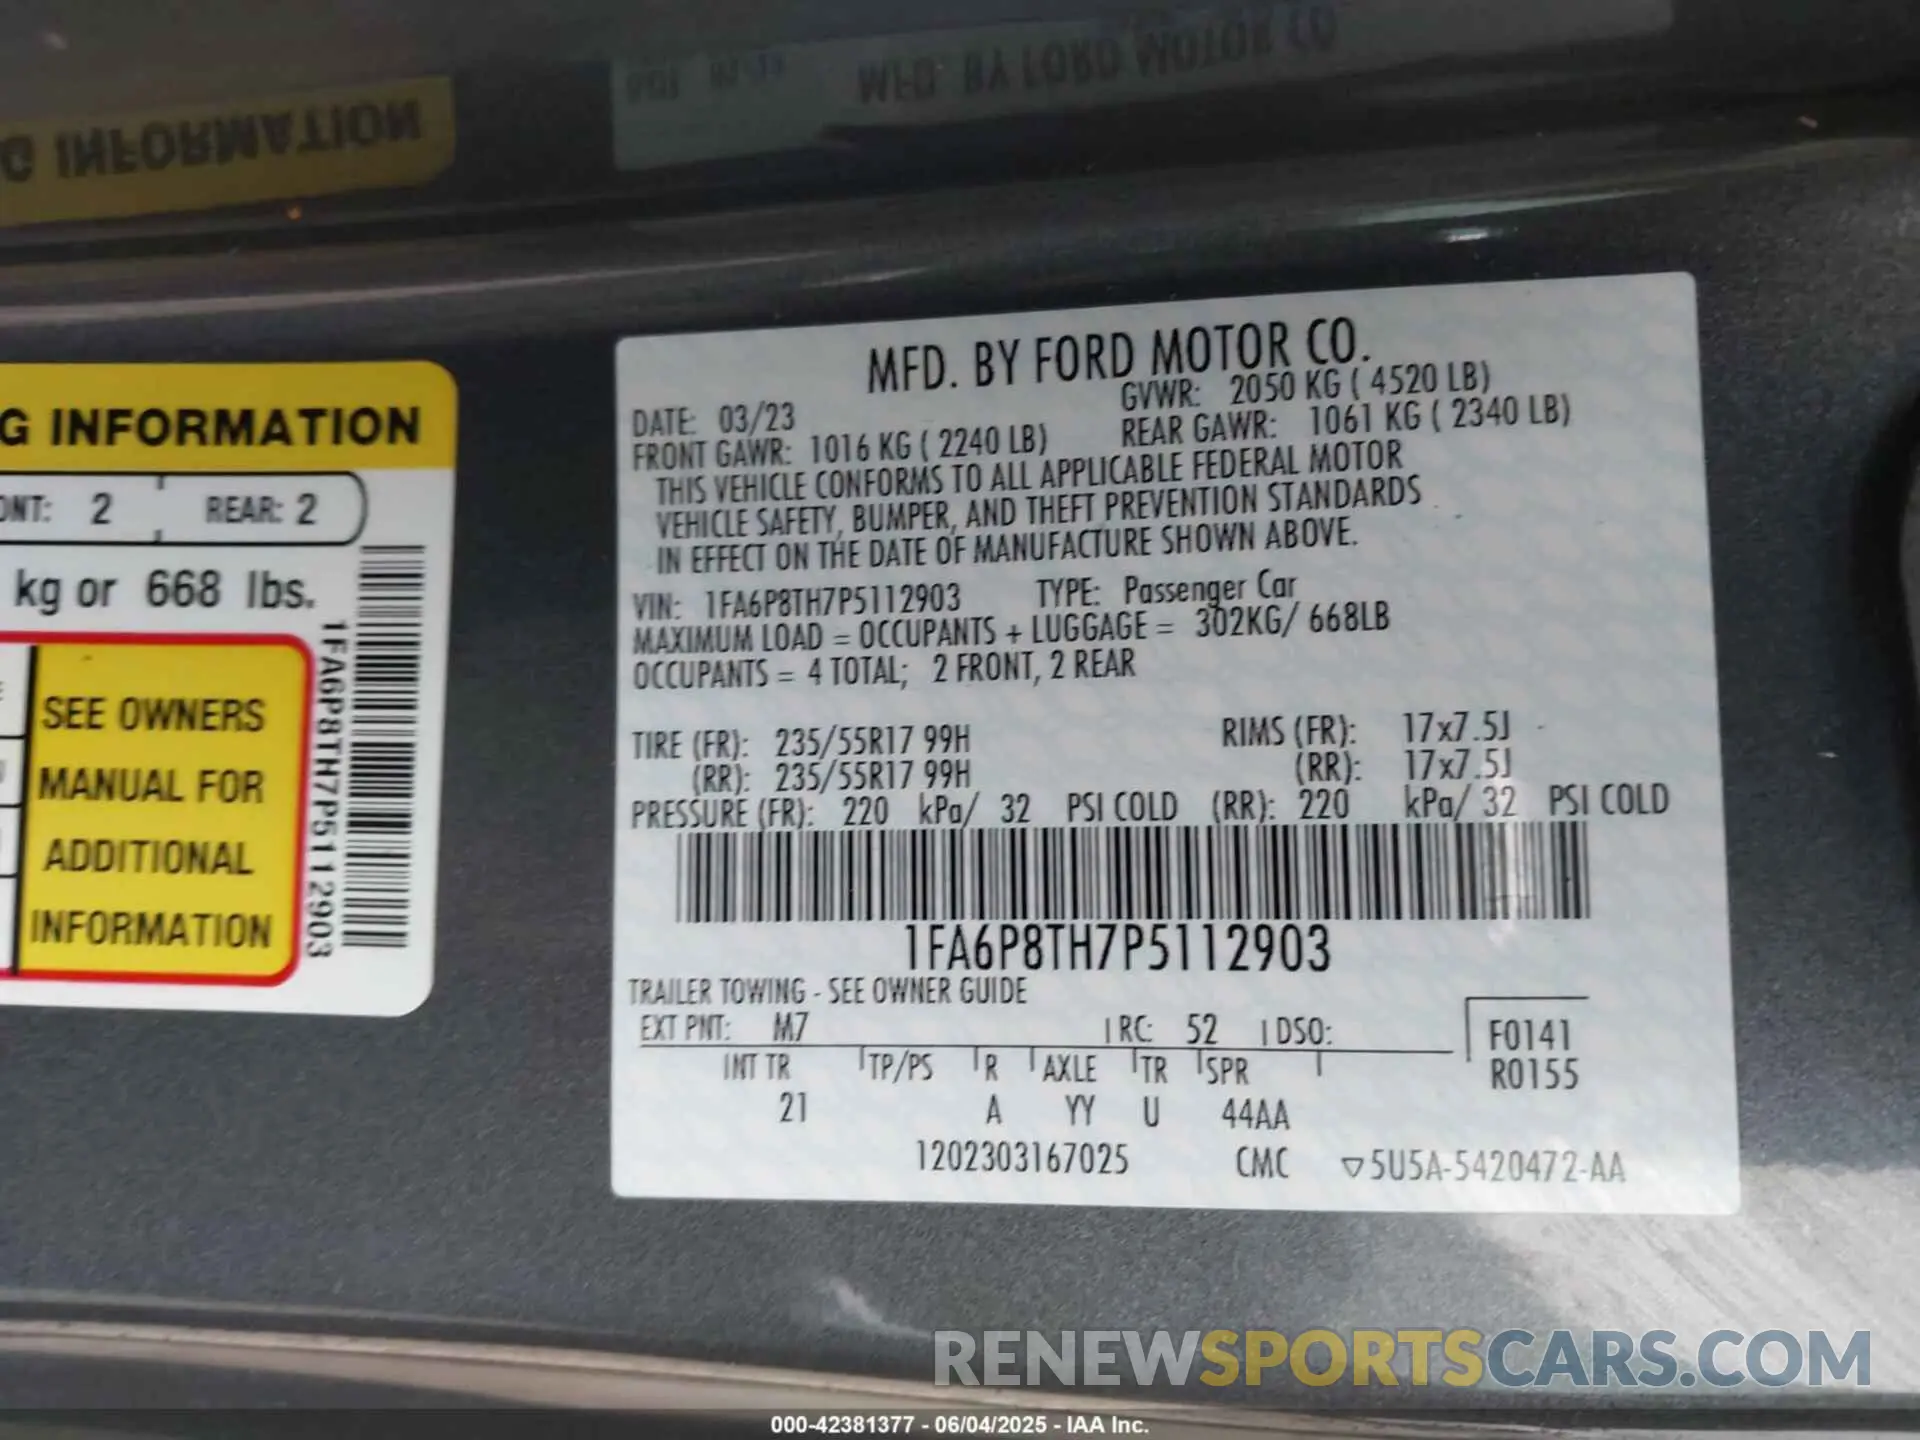 MFD. BY FORD MOTOR CO
G INFORMATION
G INFORMATION
ONT: 2 REAR: 2
kg or 668 lbs.
SEE OWNERS
MANUAL FOR
ADDITIONAL
INFORMATION
1FA6P8TH7P5112903
MFD. BY FORD MOTOR CO.
DATE: 03/23 GVWR: 2050 KG ( 4520 LB)
FRONT GAWR: 1016 KG ( 2240 LB) REAR GAWR: 1061 KG ( 2340 LB)
THIS VEHICLE CONFORMS TO ALL APPLICABLE FEDERAL MOTOR
VEHICLE SAFETY, BUMPER, AND THEFT PREVENTION STANDARDS
IN EFFECT ON THE DATE OF MANUFACTURE SHOWN ABOVE.
VIN: 1FA6P8TH7P5112903 TYPE: Passenger Car
MAXIMUM LOAD = OCCUPANTS + LUGGAGE = 302KG/ 668LB
OCCUPANTS = 4 TOTAL; 2 FRONT, 2 REAR
TIRE (FR): 235/55R17 99H RIMS (FR): 17x7.5J
(RR): 235/55R17 99H (RR): 17x7.5J
PRESSURE (FR): 220 kPa/ 32 PSI COLD (RR): 220 kPa/ 32 PSI COLD
1FA6P8TH7P5112903
TRAILER TOWING - SEE OWNER GUIDE
EXT PNT: M7 RC: 52 DSO: F0141
INT TR TP/PS R AXLE TR SPR R0155
21 A YY U 44AA
1202303167025 CMC ▽5U5A-5420472-AA
RENEWSPORTSCARS.COM
000-42381377 - 06/04/2025 - IAA Inc.